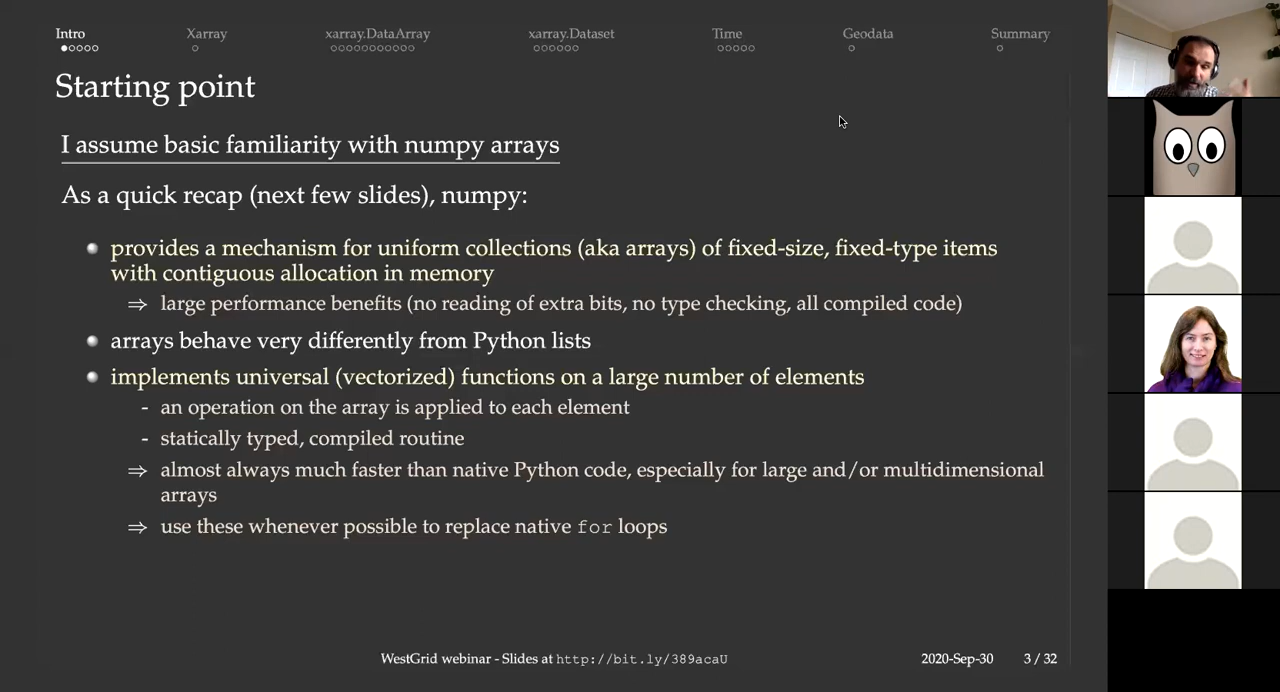 Intro Xarray xarray.DataArray xarray.Dataset Time Geodata Summary
Starting point
I assume basic familiarity with numpy arrays
As a quick recap (next few slides), numpy:
provides a mechanism for uniform collections (aka arrays) of fixed-size, fixed-type items
with contiguous allocation in memory
⇒ large performance benefits (no reading of extra bits, no type checking, all compiled code)
arrays behave very differently from Python lists
implements universal (vectorized) functions on a large number of elements
- an operation on the array is applied to each element
- statically typed, compiled routine
⇒ almost always much faster than native Python code, especially for large and/or multidimensional
arrays
⇒ use these whenever possible to replace native for loops
WestGrid webinar - Slides at http://bit.ly/389acaU 2020-Sep-30 3 / 32